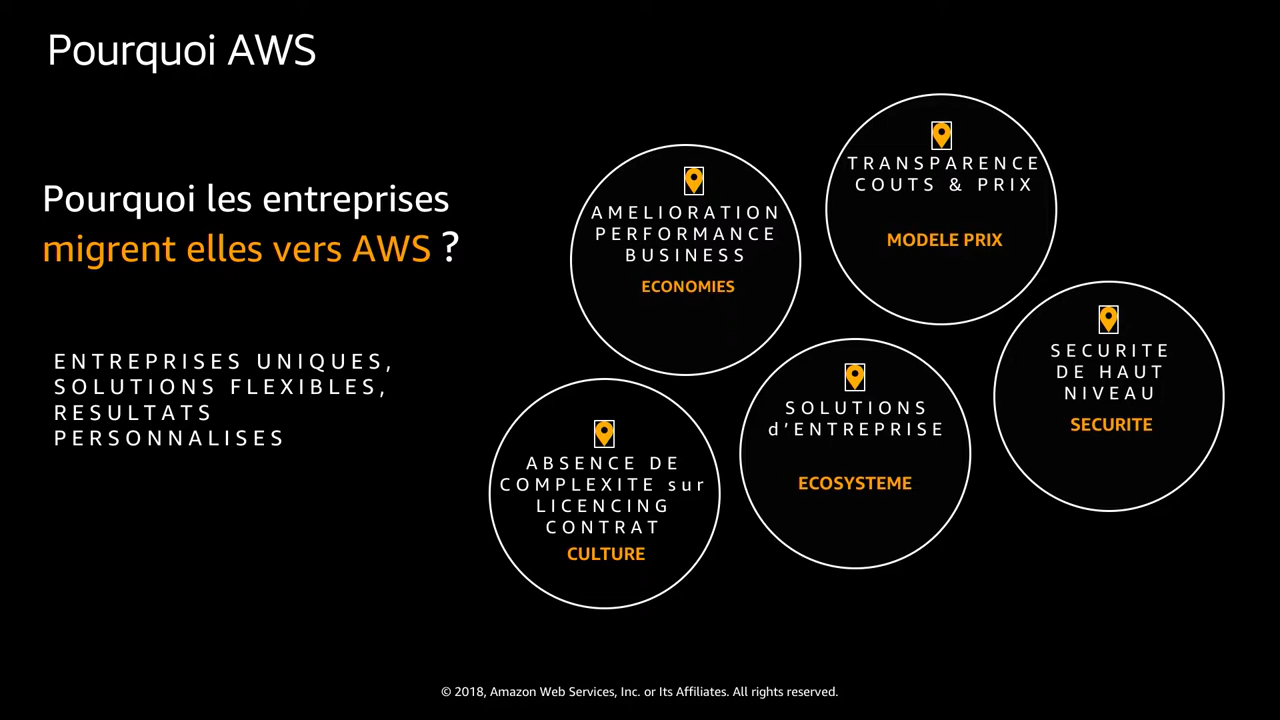 Pourquoi AWS
Pourquoi les entreprises
migrent elles vers AWS ?
ENTREPRISES UNIQUES,
SOLUTIONS FLEXIBLES,
RESULTATS
PERSONNALISES
AMELIORATION
PERFORMANCE
BUSINESS
ECONOMIES
TRANSPARENCE
COUTS & PRIX
MODELE PRIX
SECURITE
DE HAUT
NIVEAU
SECURITE
SOLUTIONS
d’ENTREPRISE
ECOSYSTEME
ABSENCE DE
COMPLEXITE sur
LICENCING
CONTRAT
CULTURE
© 2018, Amazon Web Services, Inc. or Its Affiliates. All rights reserved.